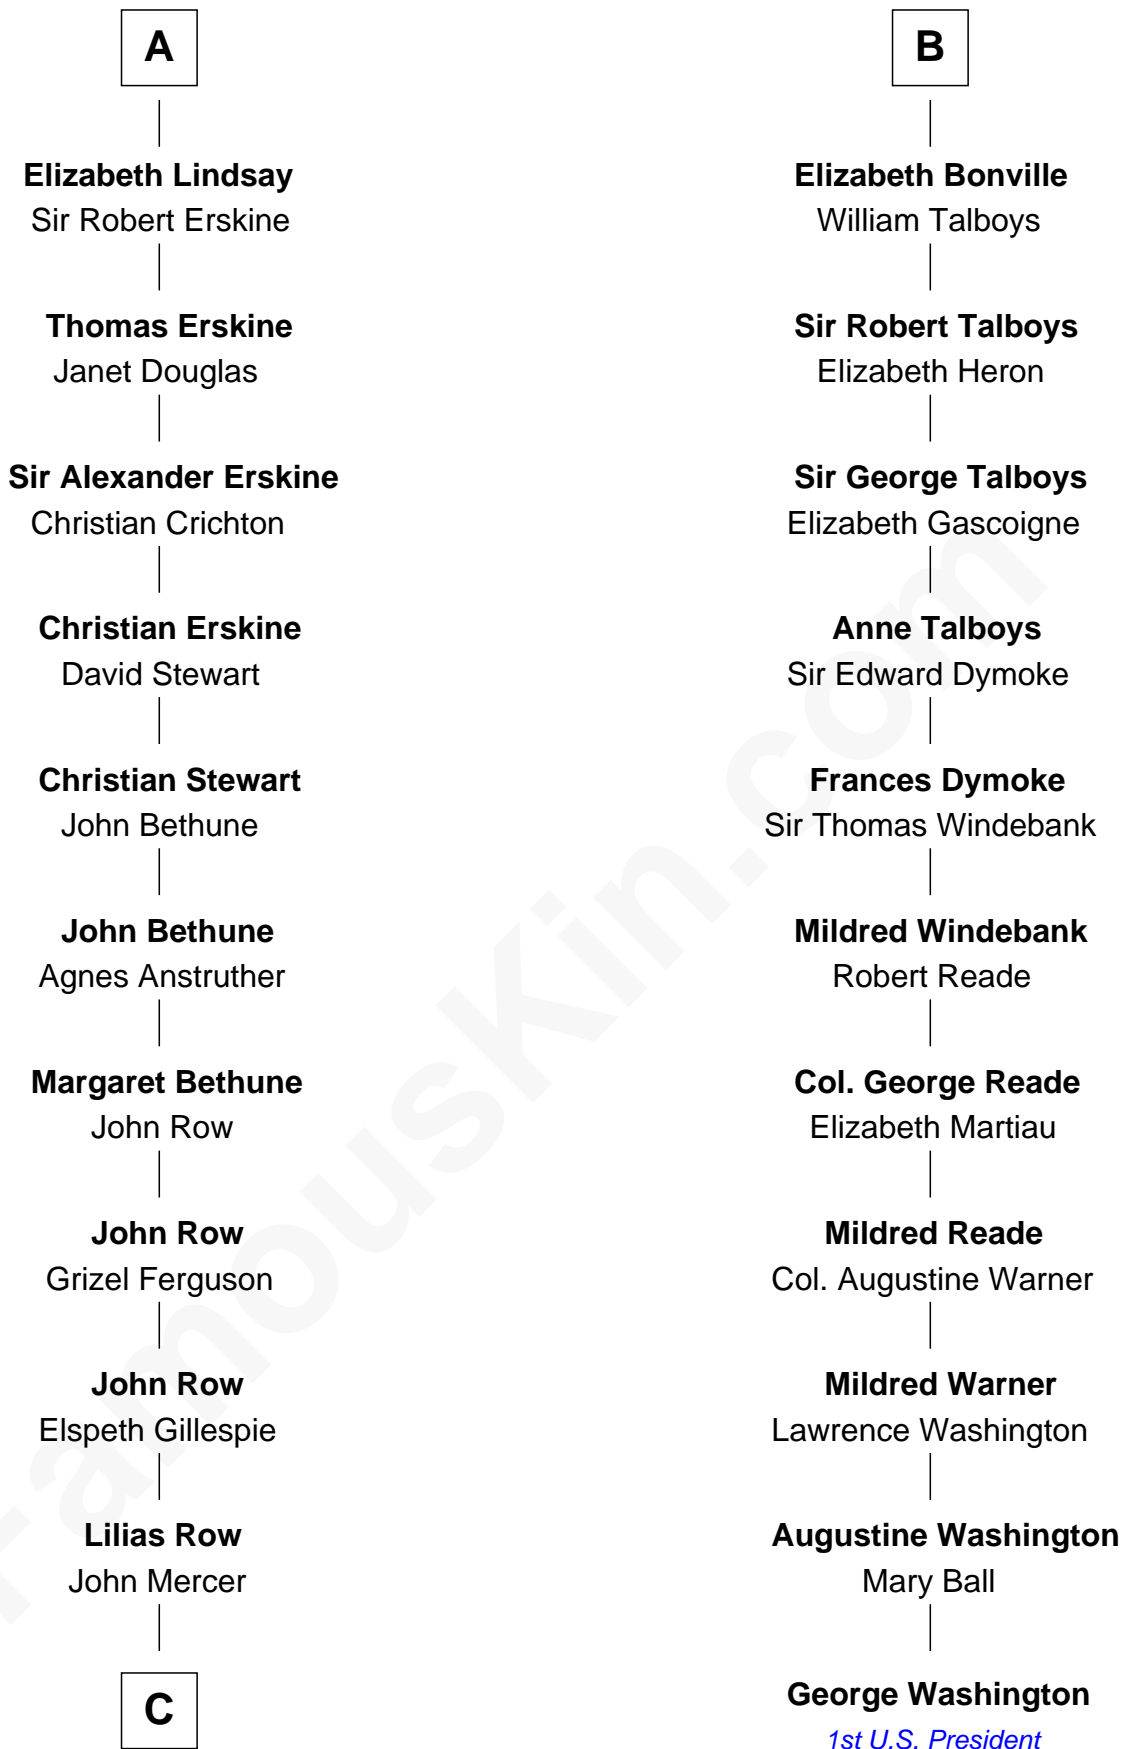 A
Elizabeth Lindsay
Sir Robert Erskine
Thomas Erskine
Janet Douglas
Sir Alexander Erskine
Christian Crichton
Christian Erskine
David Stewart
Christian Stewart
John Bethune
John Bethune
Agnes Anstruther
Margaret Bethune
John Row
John Row
Grizel Ferguson
John Row
Elspeth Gillespie
Lilias Row
John Mercer
C
B
Elizabeth Bonville
William Talboys
Sir Robert Talboys
Elizabeth Heron
Sir George Talboys
Elizabeth Gascoigne
Anne Talboys
Sir Edward Dymoke
Frances Dymoke
Sir Thomas Windebank
Mildred Windebank
Robert Reade
Col. George Reade
Elizabeth Martiau
Mildred Reade
Col. Augustine Warner
Mildred Warner
Lawrence Washington
Augustine Washington
Mary Ball
George Washington
1st U.S. President
FamousKin.com